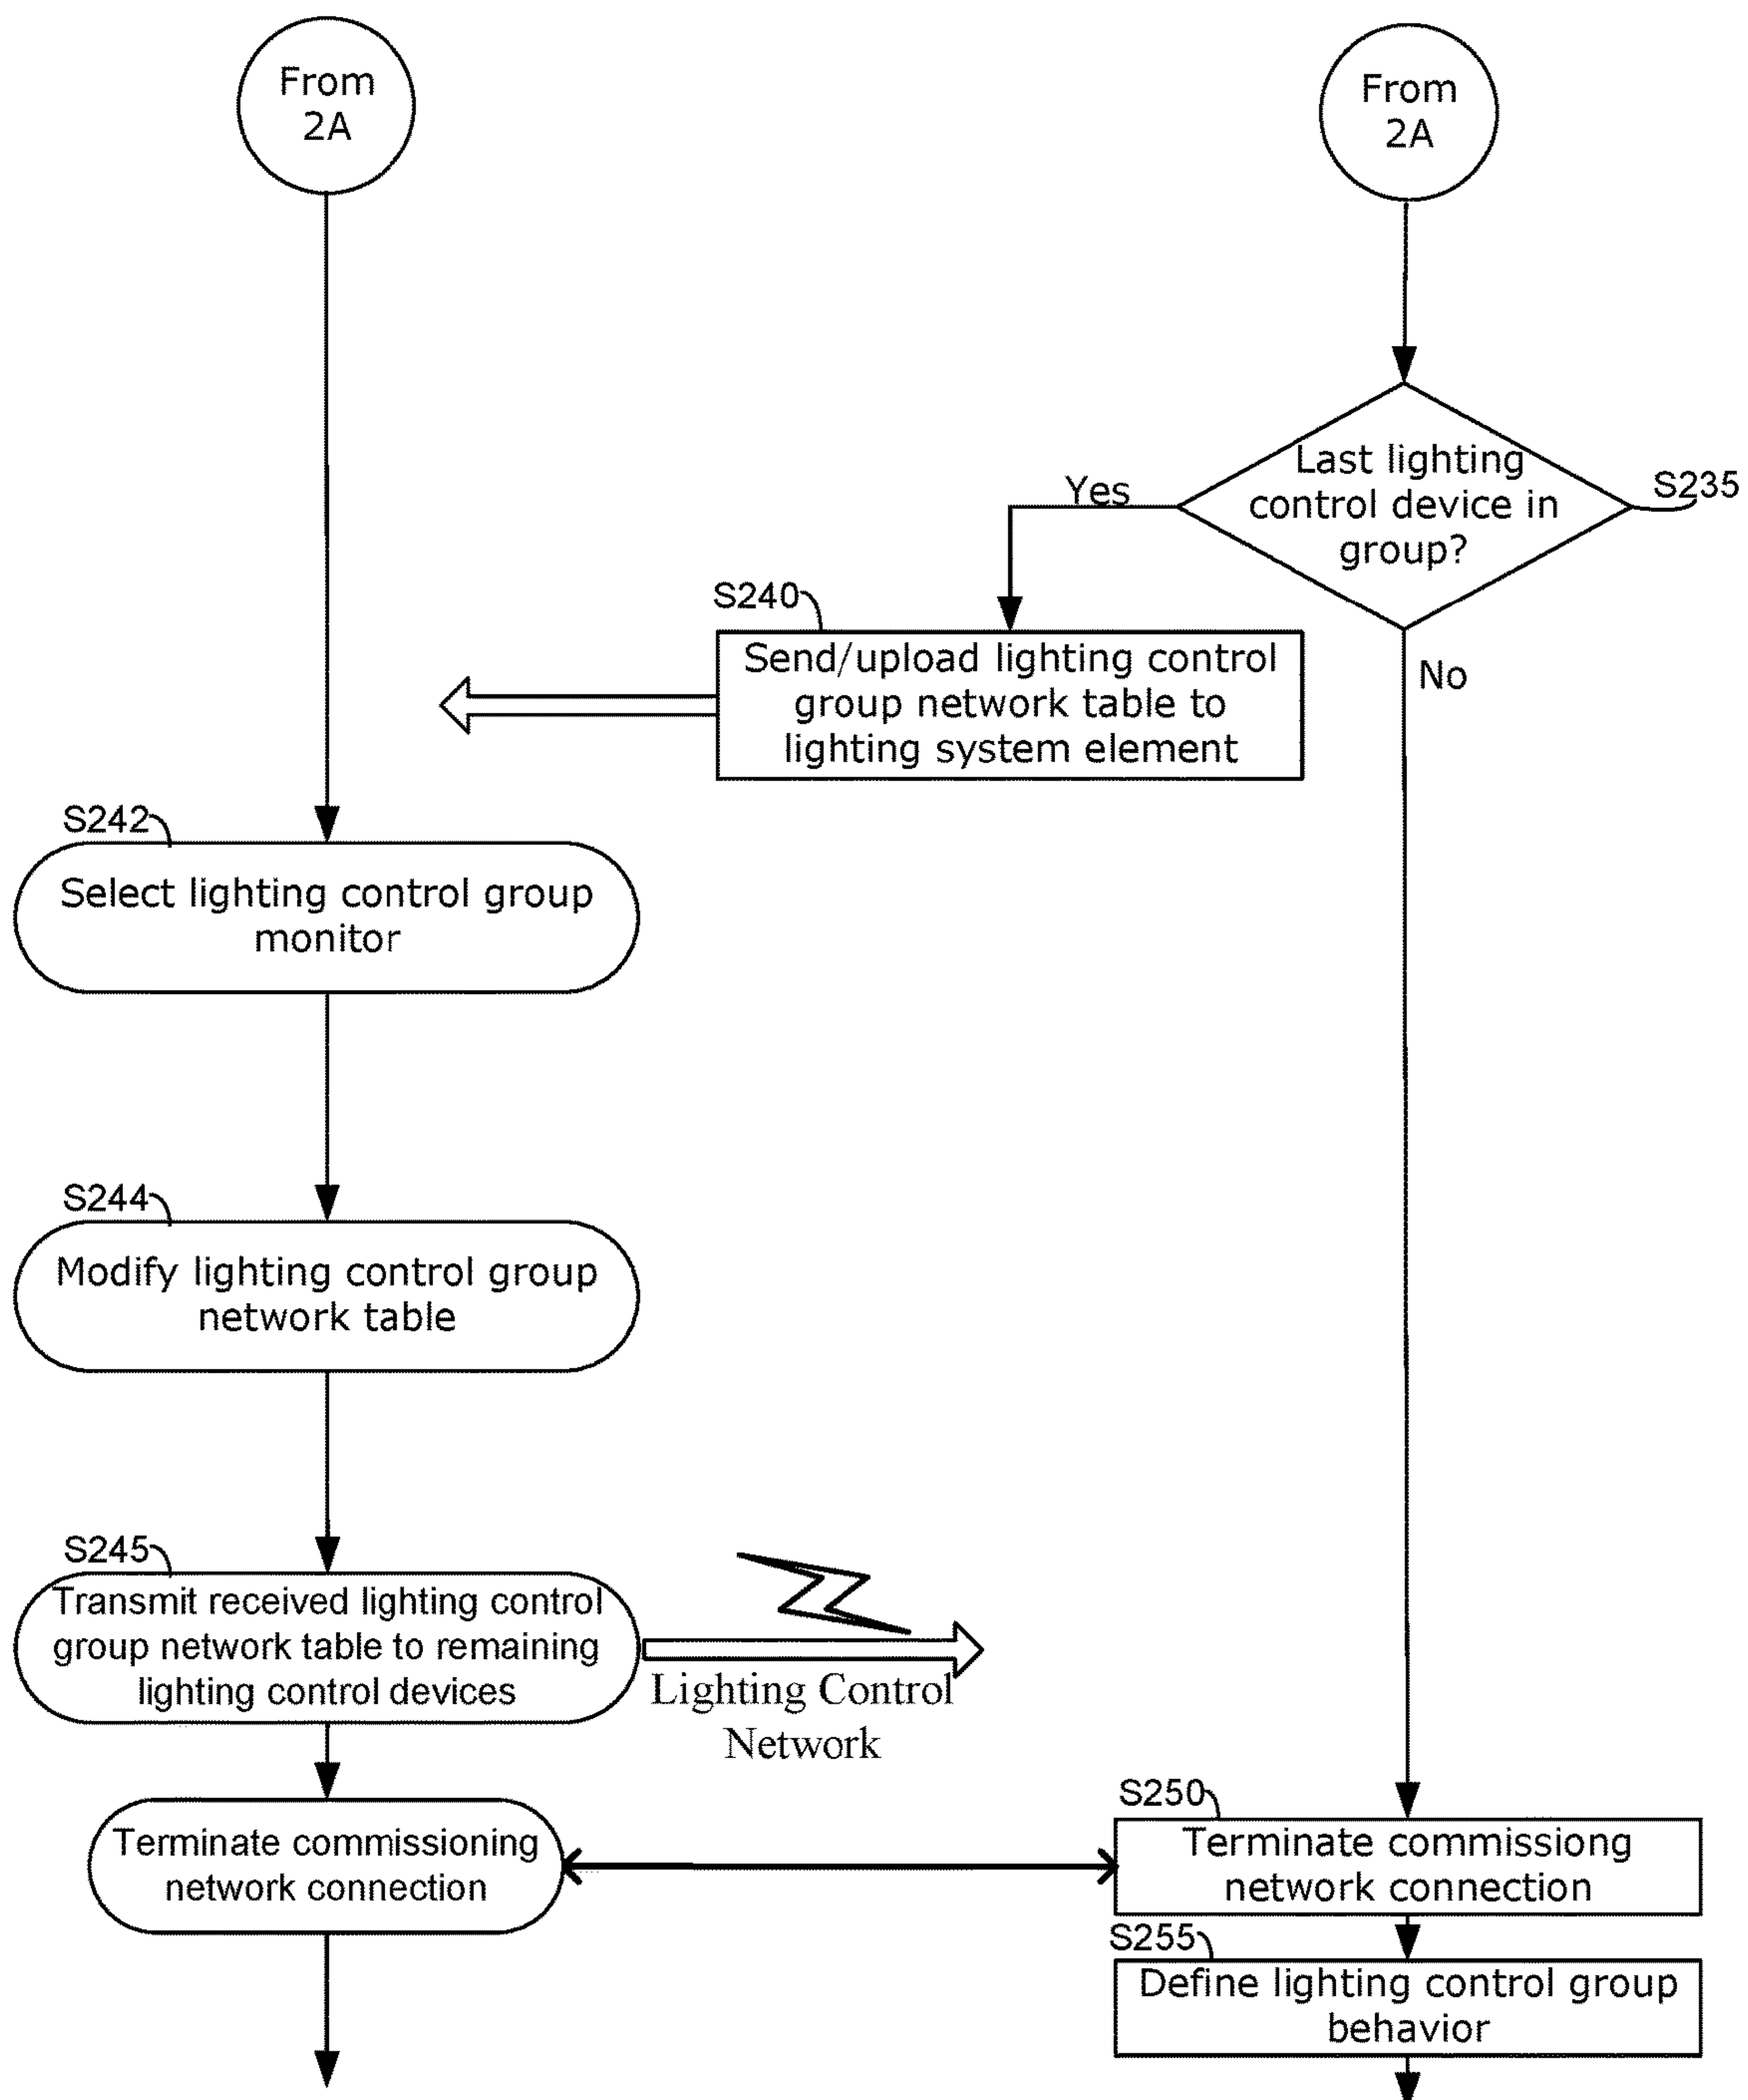 From
2A
From
2A
Last lighting
control device in
group?
S235
Yes
No
S240
Send/upload lighting control
group network table to
lighting system element
S242
Select lighting control group
monitor
S244
Modify lighting control group
network table
S245
Transmit received lighting control
group network table to remaining
lighting control devices
Lighting Control
Network
Terminate commissioning
network connection
S250
Terminate commissiong
network connection
S255
Define lighting control group
behavior